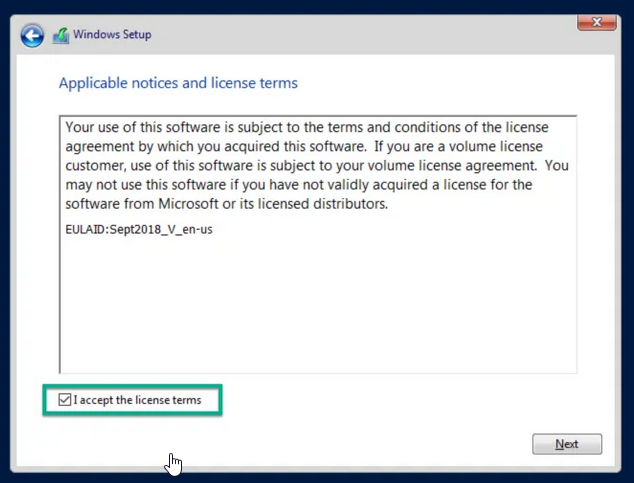 Windows Setup
Applicable notices and license terms
Your use of this software is subject to the terms and conditions of the license
agreement by which you acquired this software.  If you are a volume license
customer, use of this software is subject to your volume license agreement.  You
may not use this software if you have not validly acquired a license for the
software from Microsoft or its licensed distributors.
EULAID:Sept2018_V_en-us
I accept the license terms
Next